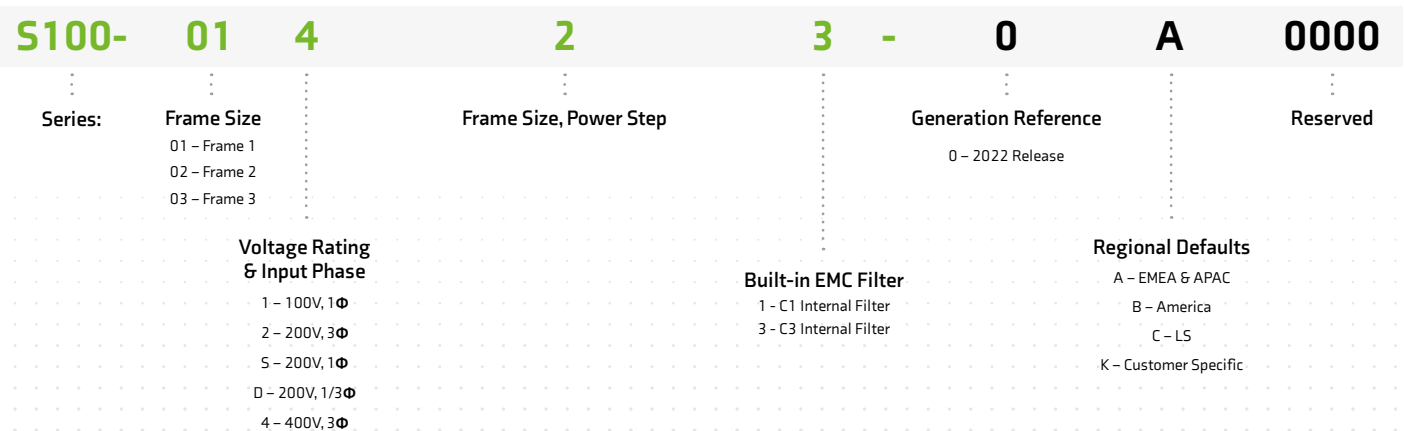 S100- 01 4 2 3 - 0 A 0000
Series:
Frame Size
01 – Frame 1
02 – Frame 2
03 – Frame 3
Frame Size, Power Step
Generation Reference
0 – 2022 Release
Reserved
Voltage Rating
& Input Phase
1 – 100V, 1Φ
2 – 200V, 3Φ
S – 200V, 1Φ
D – 200V, 1/3Φ
4 – 400V, 3Φ
Built-in EMC Filter
1 - C1 Internal Filter
3 - C3 Internal Filter
Regional Defaults
A – EMEA & APAC
B – America
C – LS
K – Customer Specific